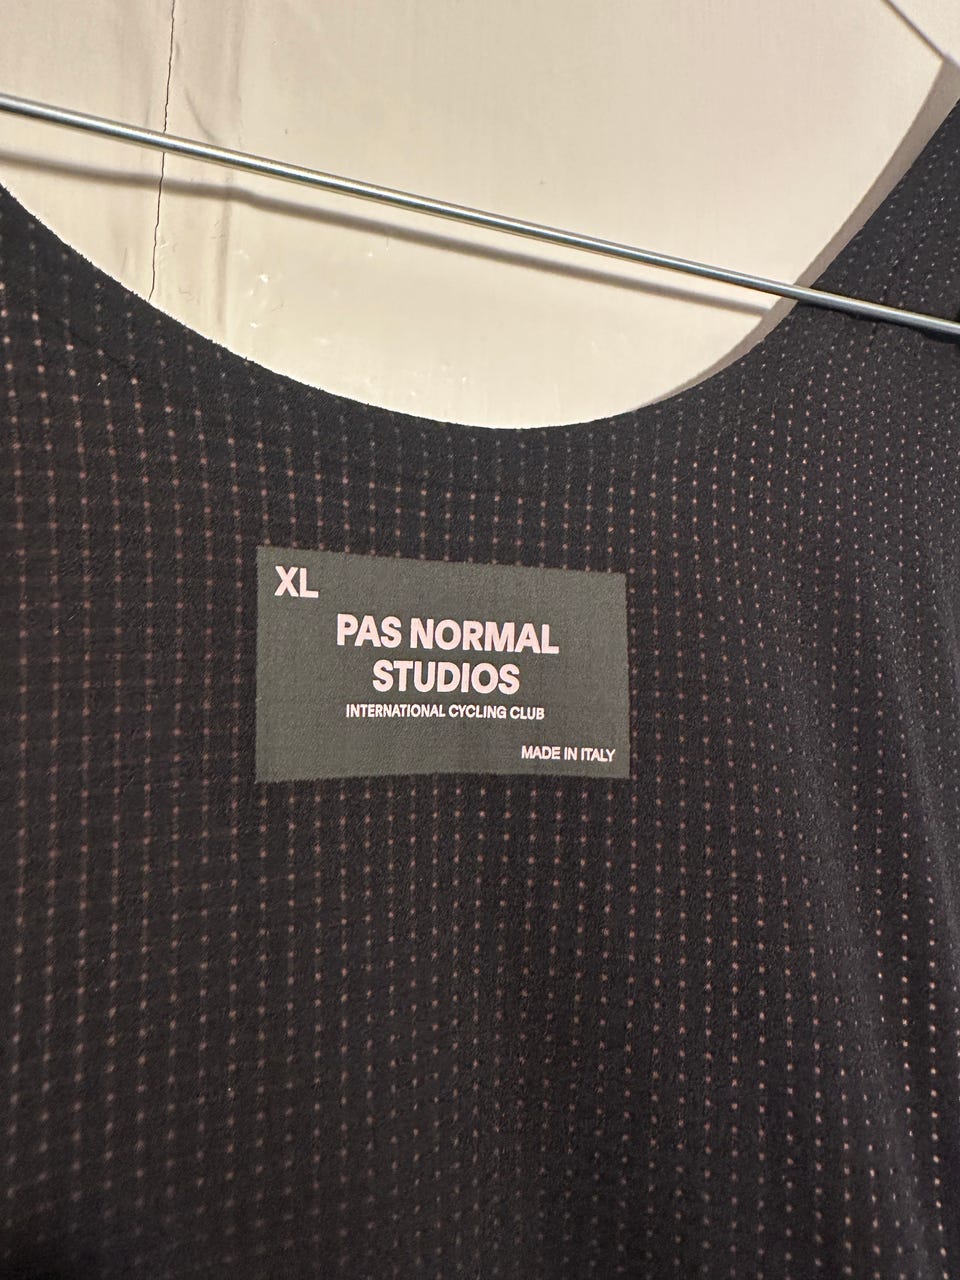 XL
PAS NORMAL
STUDIOS
INTERNATIONAL CYCLING CLUB
MADE IN ITALY